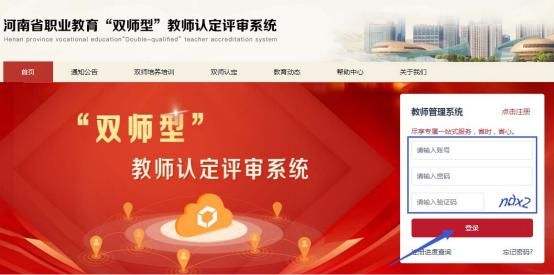 河南省职业教育“双师型”教师认定评审系统
Henan province vocational education"Double-qualified" teacher accreditation system
首页 通知公告 双师培养培训 双师认定 教育动态 帮助中心 关于我们
“双师型”
教师认定评审系统
教师管理系统 点击注册
尽享专属一站式服务，省时，省心。
请输入账号
请输入密码
请输入验证码 nbx2
登录
注册进度查询 忘记密码?